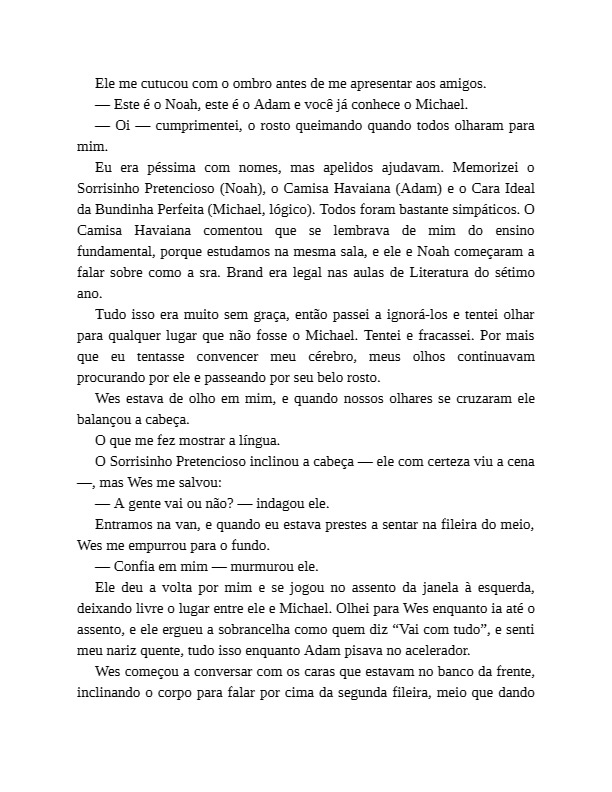 Ele me cutucou com o ombro antes de me apresentar aos amigos.
— Este é o Noah, este é o Adam e você já conhece o Michael.
— Oi — cumprimentei, o rosto queimando quando todos olharam para
mim.
Eu era péssima com nomes, mas apelidos ajudavam. Memorizei o
Sorrisinho Pretencioso (Noah), o Camisa Havaiana (Adam) e o Cara Ideal
da Bundinha Perfeita (Michael, lógico). Todos foram bastante simpáticos. O
Camisa Havaiana comentou que se lembrava de mim do ensino
fundamental, porque estudamos na mesma sala, e ele e Noah começaram a
falar sobre como a sra. Brand era legal nas aulas de Literatura do sétimo
ano.
Tudo isso era muito sem graça, então passei a ignorá-los e tentei olhar
para qualquer lugar que não fosse o Michael. Tentei e fracassei. Por mais
que eu tentasse convencer meu cérebro, meus olhos continuavam
procurando por ele e passeando por seu belo rosto.
Wes estava de olho em mim, e quando nossos olhares se cruzaram ele
balançou a cabeça.
O que me fez mostrar a língua.
O Sorrisinho Pretencioso inclinou a cabeça — ele com certeza viu a cena
—, mas Wes me salvou:
— A gente vai ou não? — indagou ele.
Entramos na van, e quando eu estava prestes a sentar na fileira do meio,
Wes me empurrou para o fundo.
— Confia em mim — murmurou ele.
Ele deu a volta por mim e se jogou no assento da janela à esquerda,
deixando livre o lugar entre ele e Michael. Olhei para Wes enquanto ia até o
assento, e ele ergueu a sobrancelha como quem diz “Vai com tudo”, e senti
meu nariz quente, tudo isso enquanto Adam pisava no acelerador.
Wes começou a conversar com os caras que estavam no banco da frente,
inclinando o corpo para falar por cima da segunda fileira, meio que dando